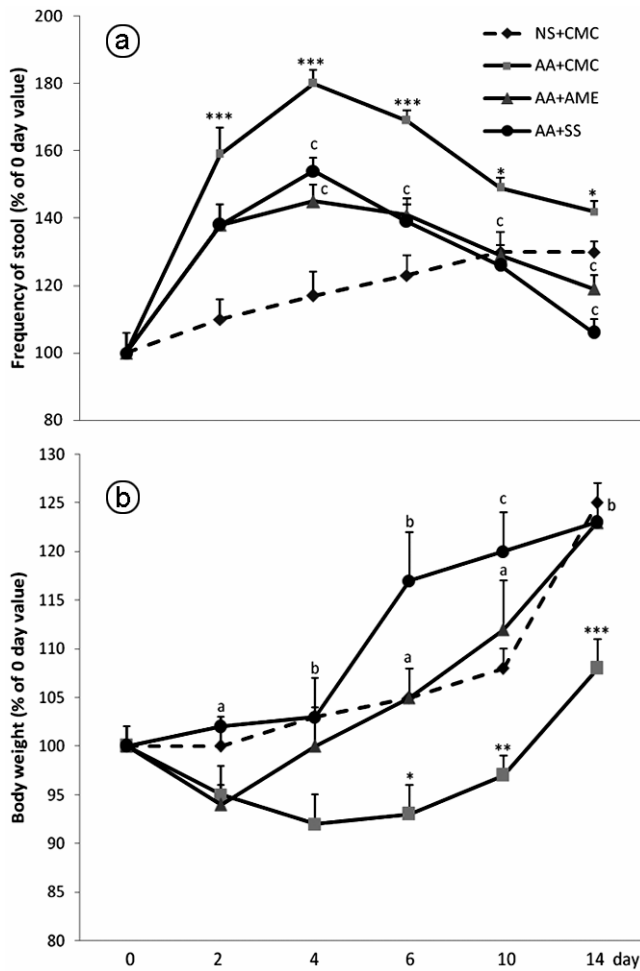 200
180
160
140
120
100
80
Frequency of stool (% of 0 day value)
a
NS+CMC
AA+CMC
AA+AME
AA+SS
***
***
***
*
*
c
c
c
c
c
c
130
125
120
115
110
105
100
95
90
85
80
Body weight (% of 0 day value)
b
a
b
b
a
c
a
b
*
**
***
0 2 4 6 10 14 day